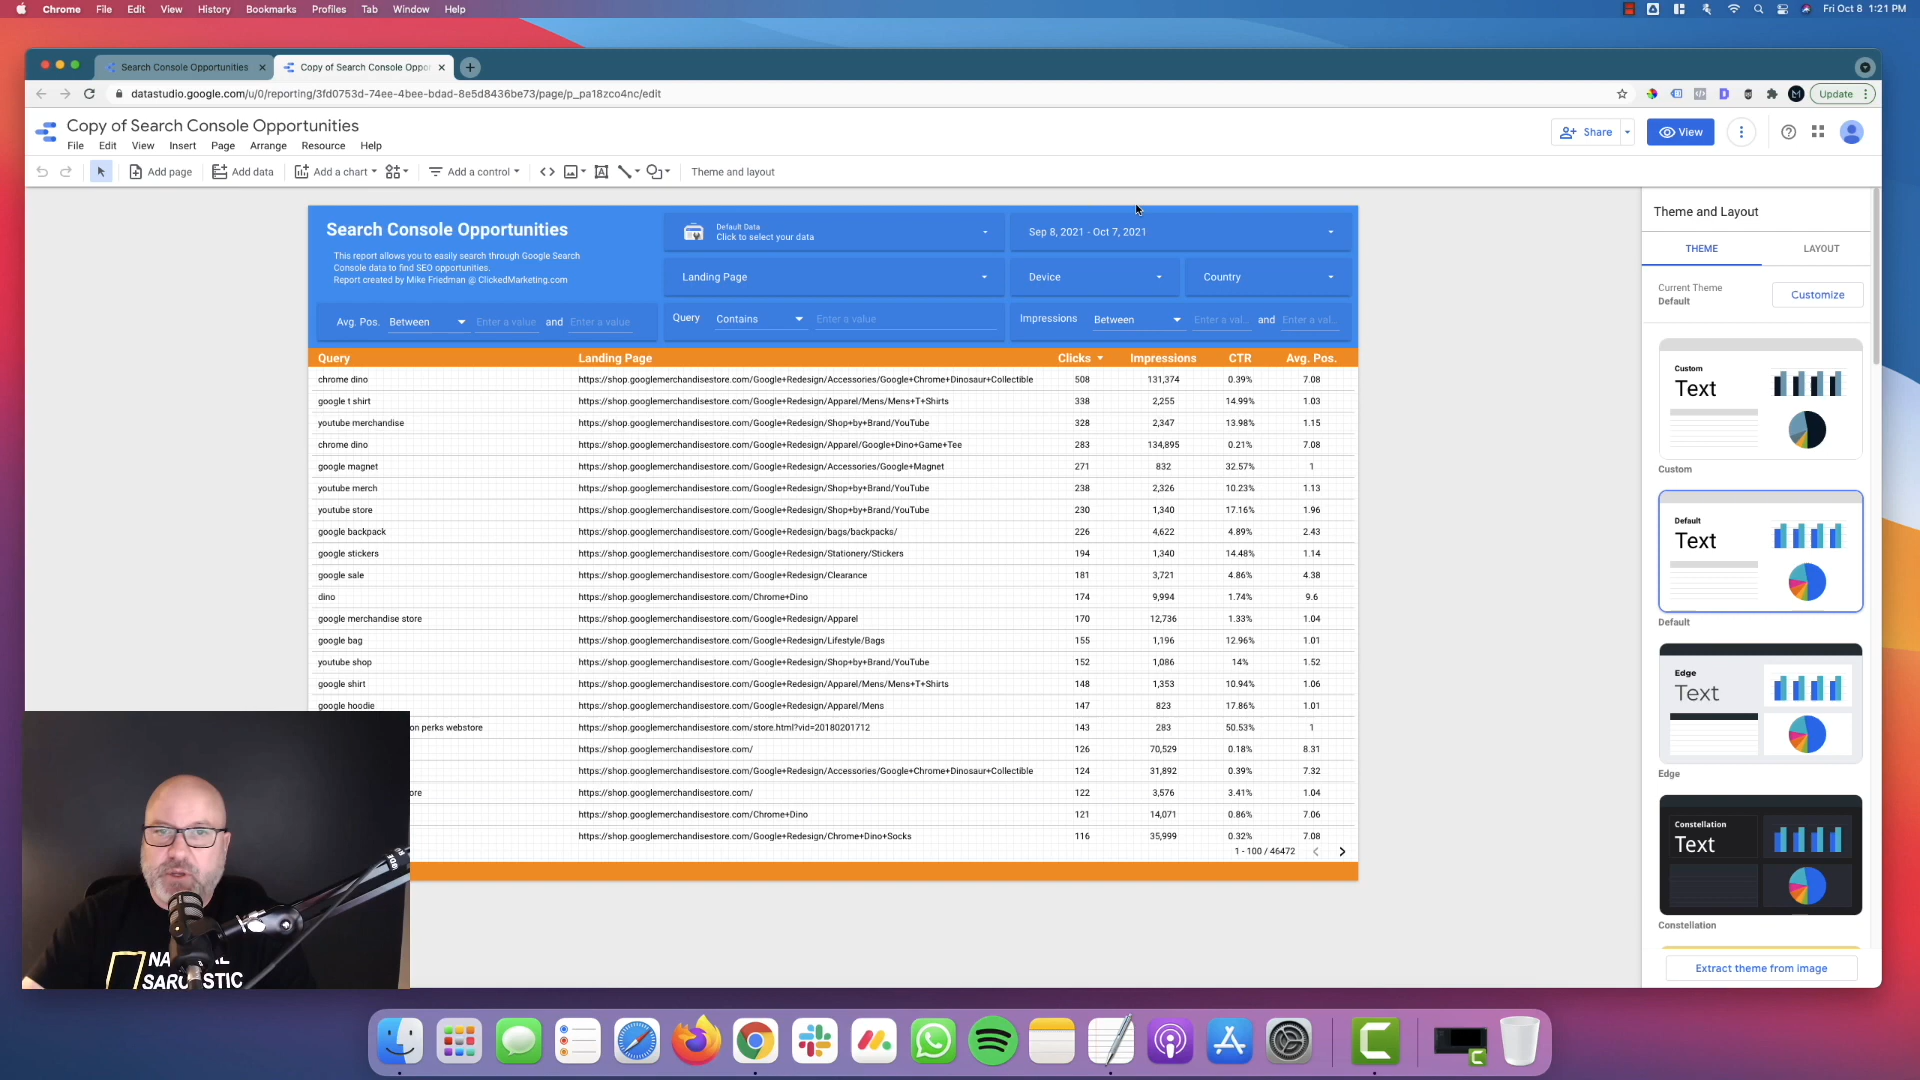 Chrome File Edit View History Bookmarks Profiles Tab Window Help Fri Oct 8 1:21 PM
Search Console Opportunities Copy of Search Console Oppor
datastudio.google.com/u/0/reporting/3fd0753d-74ee-4bee-bdad-8e5d8436be73/page/p_pa18zco4nc/edit Update
Copy of Search Console Opportunities
Share View
File Edit View Insert Page Arrange Resource Help
Add page Add data Add a chart Add a control Theme and layout
Search Console Opportunities
This report allows you to easily search through Google Search
Console data to find SEO opportunities.
Report created by Mike Friedman @ ClickedMarketing.com
Default Data
Click to select your data
Sep 8, 2021 - Oct 7, 2021
Landing Page Device Country
Avg. Pos. Between Enter a value and Enter a value
Query Contains Enter a value
Impressions Between Enter a val... and Enter a val...
Query Landing Page Clicks Impressions CTR Avg. Pos.
chrome dino https://shop.googlemerchandisestore.com/Google+Redesign/Accessories/Google+Chrome+Dinosaur+Collectible 508 131,374 0.39% 7.08
google t shirt https://shop.googlemerchandisestore.com/Google+Redesign/Apparel/Mens/Mens+T+Shirts 338 2,255 14.99% 1.03
youtube merchandise https://shop.googlemerchandisestore.com/Google+Redesign/Shop+by+Brand/YouTube 328 2,347 13.98% 1.15
chrome dino https://shop.googlemerchandisestore.com/Google+Redesign/Apparel/Google+Dino+Game+Tee 283 134,895 0.21% 7.08
google magnet https://shop.googlemerchandisestore.com/Google+Redesign/Accessories/Google+Magnet 271 832 32.57% 1
youtube merch https://shop.googlemerchandisestore.com/Google+Redesign/Shop+by+Brand/YouTube 238 2,326 10.23% 1.13
youtube store https://shop.googlemerchandisestore.com/Google+Redesign/Shop+by+Brand/YouTube 230 1,340 17.16% 1.96
google backpack https://shop.googlemerchandisestore.com/Google+Redesign/bags/backpacks/ 226 4,622 4.89% 2.43
google stickers https://shop.googlemerchandisestore.com/Google+Redesign/Stationery/Stickers 194 1,340 14.48% 1.14
google sale https://shop.googlemerchandisestore.com/Google+Redesign/Clearance 181 3,721 4.86% 4.38
dino https://shop.googlemerchandisestore.com/Chrome+Dino 174 9,994 1.74% 9.6
google merchandise store https://shop.googlemerchandisestore.com/Google+Redesign/Apparel 170 12,736 1.33% 1.04
google bag https://shop.googlemerchandisestore.com/Google+Redesign/Lifestyle/Bags 155 1,196 12.96% 1.01
youtube shop https://shop.googlemerchandisestore.com/Google+Redesign/Shop+by+Brand/YouTube 152 1,086 14% 1.52
google shirt https://shop.googlemerchandisestore.com/Google+Redesign/Apparel/Mens/Mens+T+Shirts 148 1,353 10.94% 1.06
google hoodie https://shop.googlemerchandisestore.com/Google+Redesign/Apparel/Mens 147 823 17.86% 1.01
on perks webstore https://shop.googlemerchandisestore.com/store.html?vid=20180201712 143 283 50.53% 1
https://shop.googlemerchandisestore.com/ 126 70,529 0.18% 8.31
https://shop.googlemerchandisestore.com/Google+Redesign/Accessories/Google+Chrome+Dinosaur+Collectible 124 31,892 0.39% 7.32
ore https://shop.googlemerchandisestore.com/ 122 3,576 3.41% 1.04
https://shop.googlemerchandisestore.com/Chrome+Dino 121 14,071 0.86% 7.06
https://shop.googlemerchandisestore.com/Google+Redesign/Chrome+Dino+Socks 116 35,999 0.32% 7.08
1 - 100 / 46472
Theme and Layout
THEME LAYOUT
Current Theme
Default
Customize
Custom
Text
Custom
Default
Text
Default
Edge
Text
Edge
Constellation
Text
Constellation
Extract theme from image